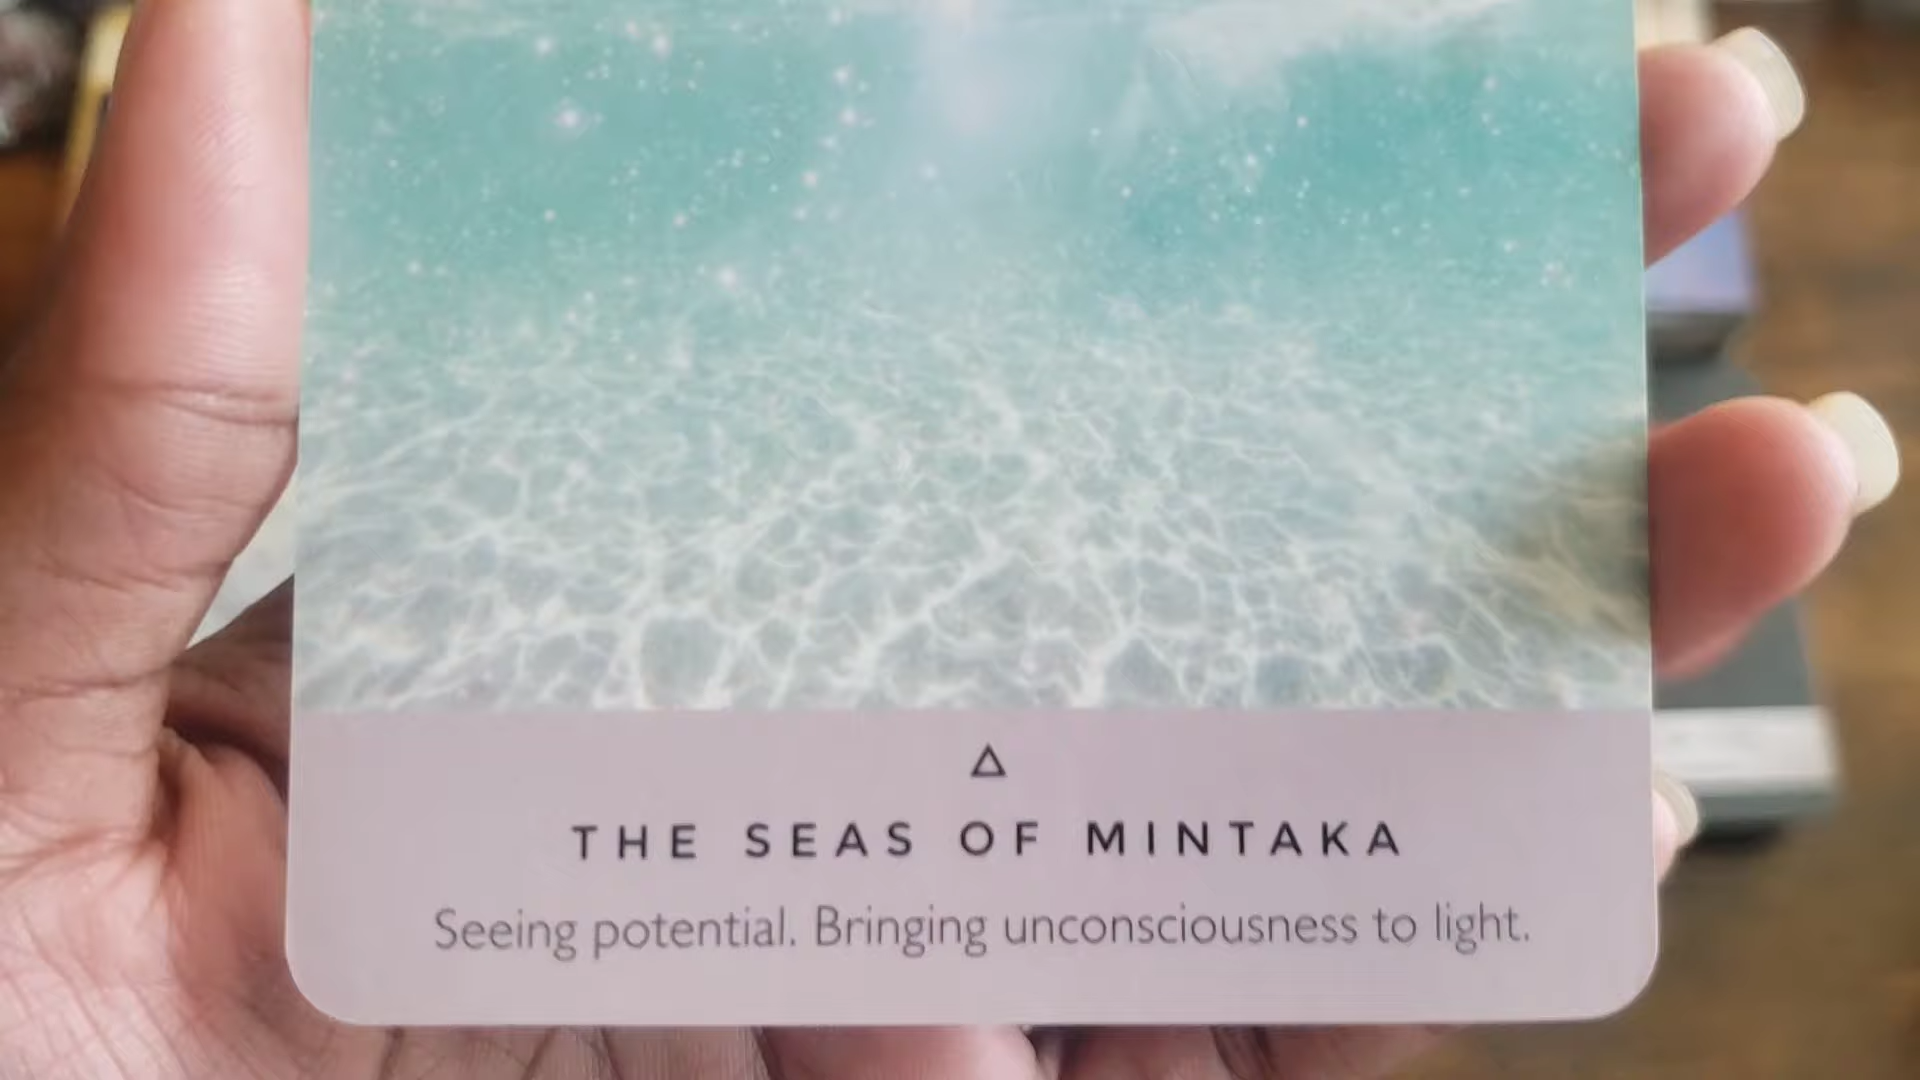 THE SEAS OF MINTAKA
Seeing potential. Bringing unconsciousness to light.